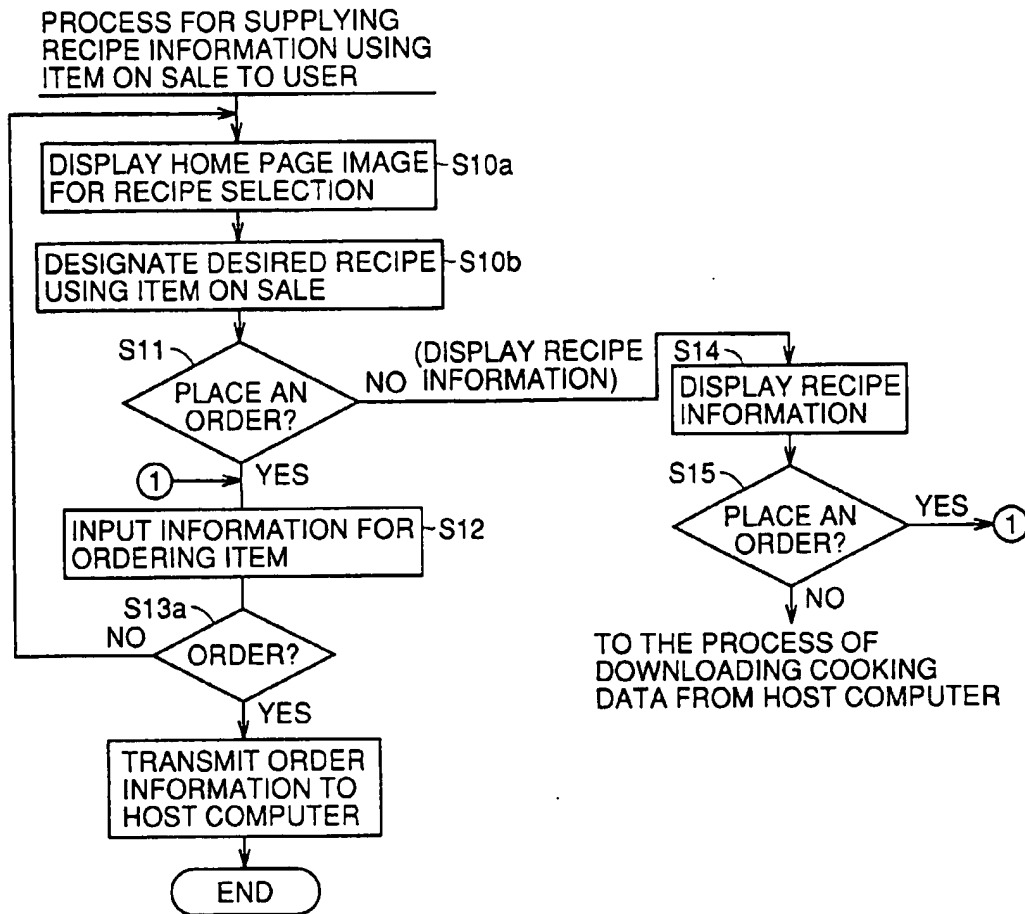 PROCESS FOR SUPPLYING
RECIPE INFORMATION USING
ITEM ON SALE TO USER
DISPLAY HOME PAGE IMAGE
FOR RECIPE SELECTION
S10a
DESIGNATE DESIRED RECIPE
USING ITEM ON SALE
S10b
S11
PLACE AN
ORDER?
NO
(DISPLAY RECIPE
INFORMATION)
S14
DISPLAY RECIPE
INFORMATION
S15
PLACE AN
ORDER?
YES
1
NO
TO THE PROCESS OF
DOWNLOADING COOKING
DATA FROM HOST COMPUTER
1
YES
INPUT INFORMATION FOR
ORDERING ITEM
S12
S13a
NO
ORDER?
YES
TRANSMIT ORDER
INFORMATION TO
HOST COMPUTER
END